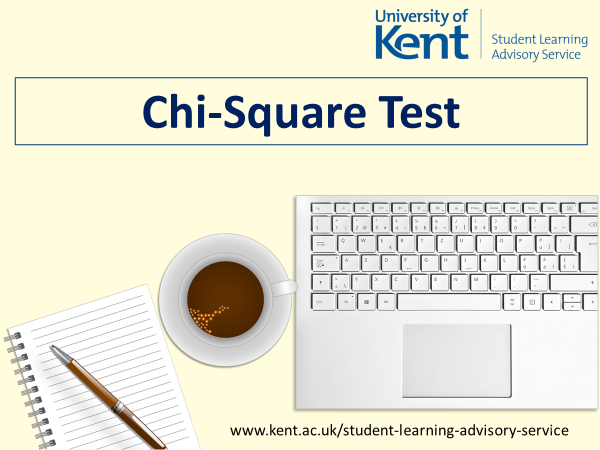 University of
Kent
Student Learning
Advisory Service
Chi-Square Test
www.kent.ac.uk/student-learning-advisory-service